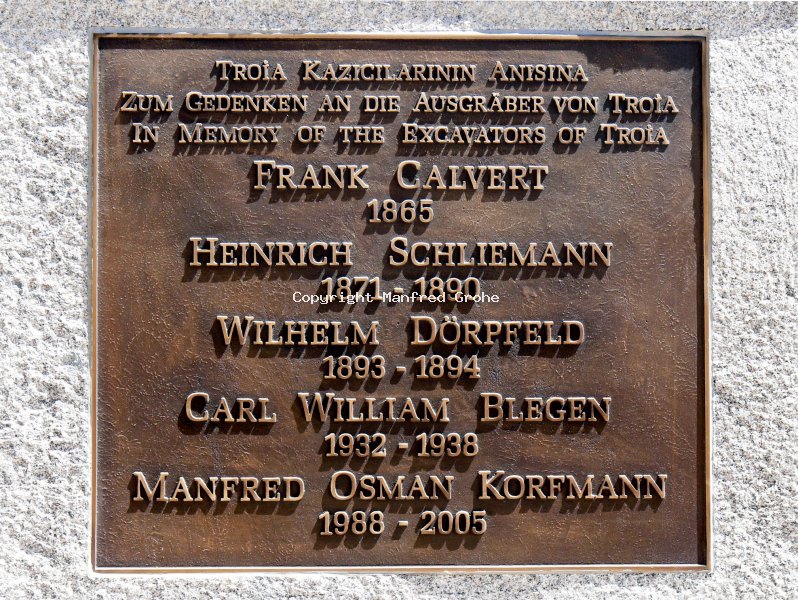 TROİA KAZICILARININ ANISINA
ZUM GEDENKEN AN DIE AUSGRÄBER VON TROİA
IN MEMORY OF THE EXCAVATORS OF TROİA
FRANK CALVERT
1865
HEINRICH SCHLIEMANN
1871 - 1890
Copyright Manfred Grohe
WILHELM DÖRPFELD
1893 - 1894
CARL WILLIAM BLEGEN
1932 - 1938
MANFRED OSMAN KORFMANN
1988 - 2005